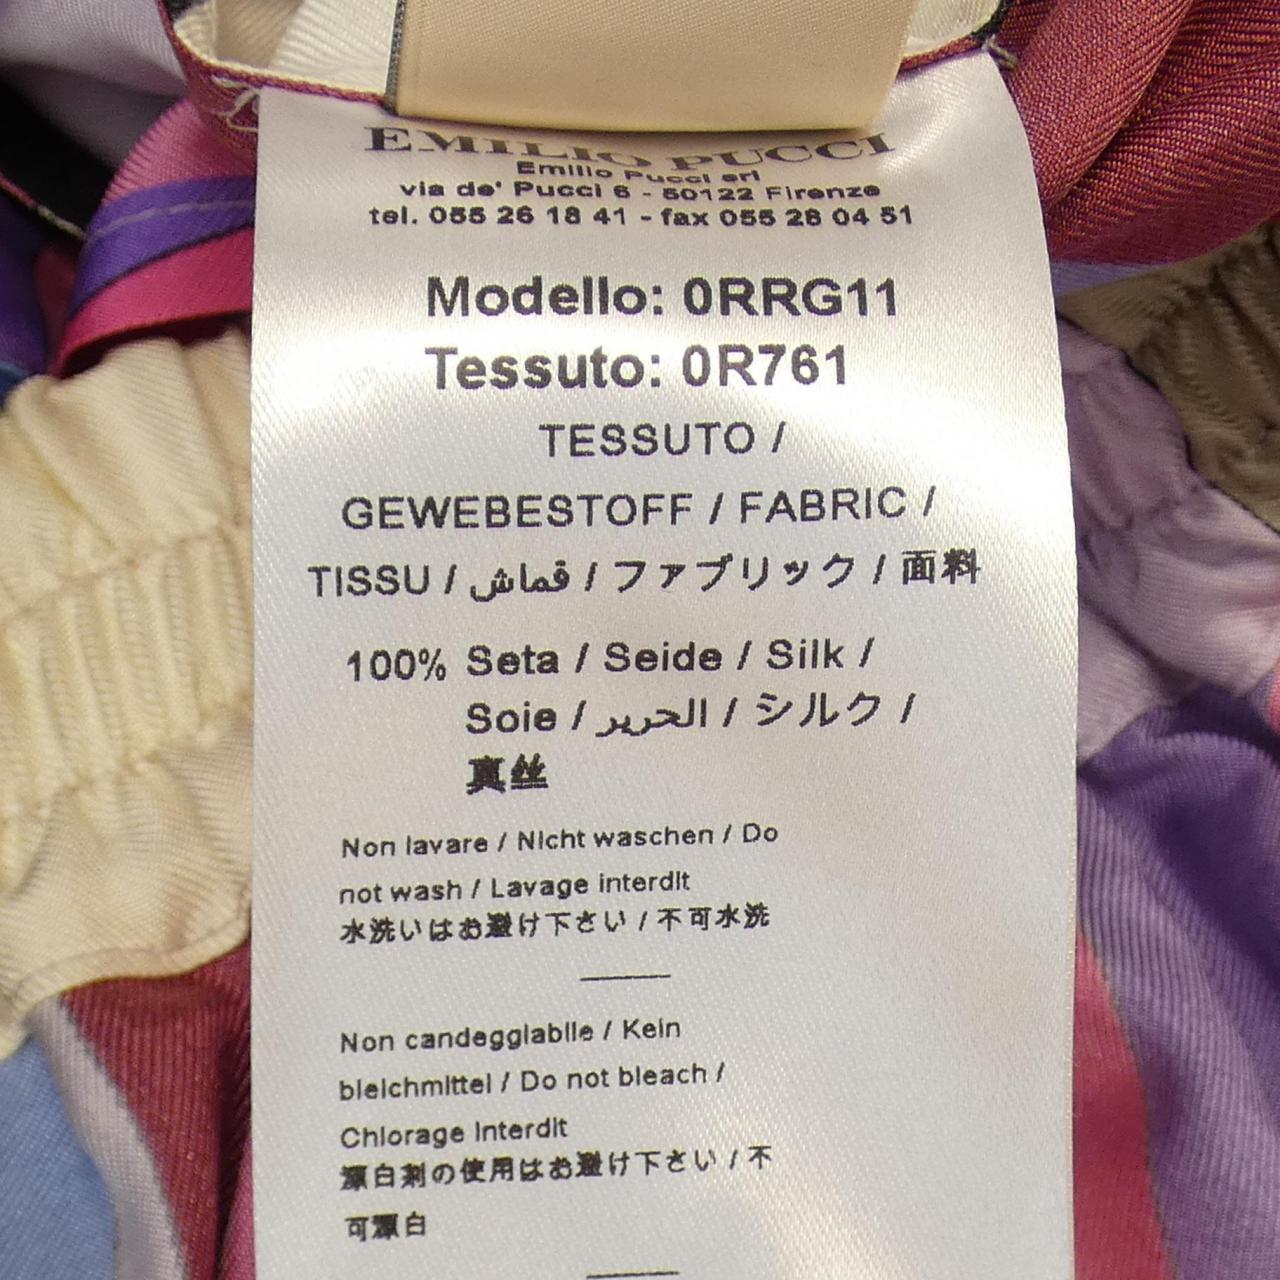 EMILIO PUCCI
Emilio Pucci srl
via de' Pucci 6 - 50122 Firenze
tel. 055 26 18 41 - fax 055 28 04 51
Modello: 0RRG11
Tessuto: 0R761
TESSUTO /
GEWEBESTOFF / FABRIC /
TISSU / قماش / ファブリック / 面料
100% Seta / Seide / Silk /
Soie / الحرير / シルク /
真丝
Non lavare / Nicht waschen / Do
not wash / Lavage interdit
水洗いはお避け下さい / 不可水洗
Non candeggiabile / Kein
bleichmittel / Do not bleach /
Chlorage interdit
漂白剤の使用はお避け下さい / 不
可漂白